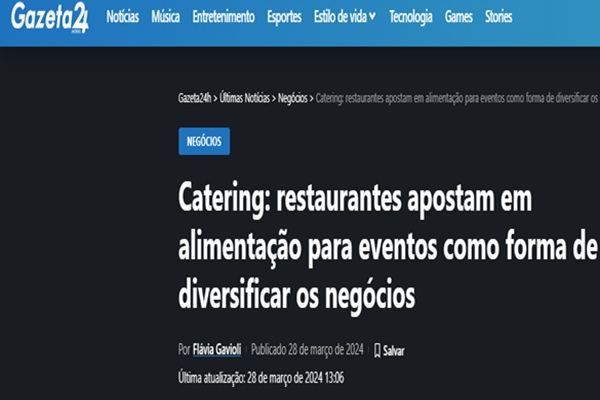 Gazeta24 Notícias Música Entretenimento Esportes Estilo de vida Tecnologia Games Stories
Gazeta24h > Últimas Notícias > Negócios > Catering: restaurantes apostam em alimentação para eventos como forma de diversificar os
NEGÓCIOS
Catering: restaurantes apostam em
alimentação para eventos como forma de
diversificar os negócios
Por Flávia Gavioli Publicado 28 de março de 2024 Salvar
Última atualização: 28 de março de 2024 13:06